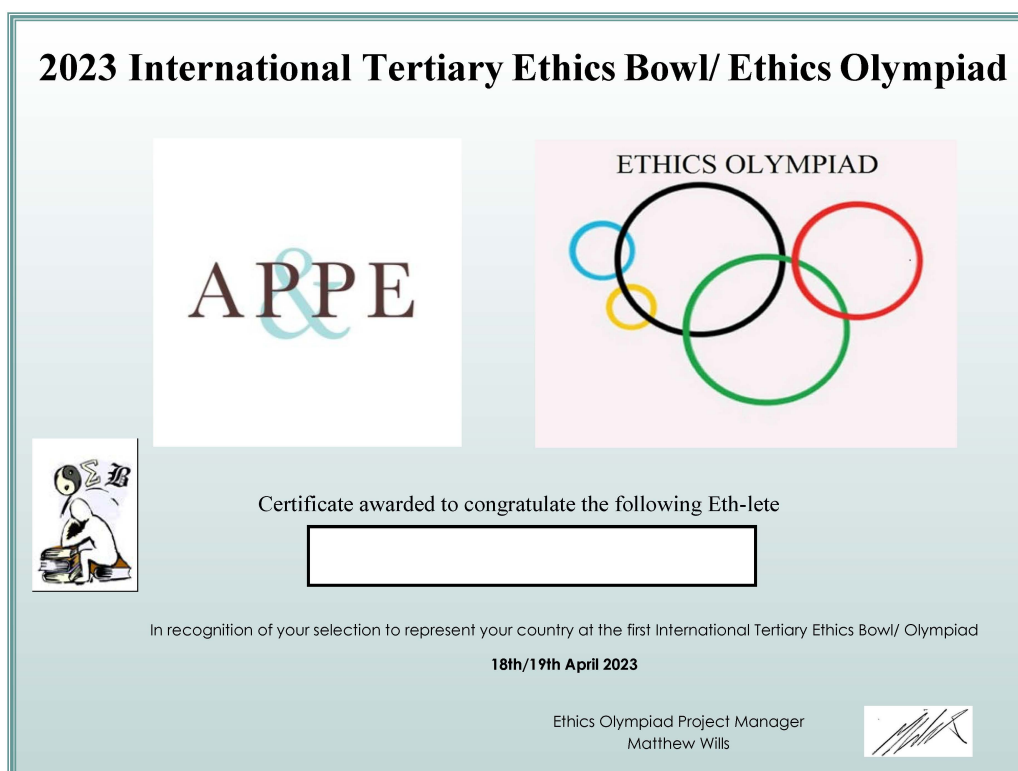 2023 International Tertiary Ethics Bowl/ Ethics Olympiad
APPE
&
ETHICS OLYMPIAD
Σ B
Certificate awarded to congratulate the following Eth-lete
In recognition of your selection to represent your country at the first International Tertiary Ethics Bowl/ Olympiad
18th/19th April 2023
Ethics Olympiad Project Manager
Matthew Wills